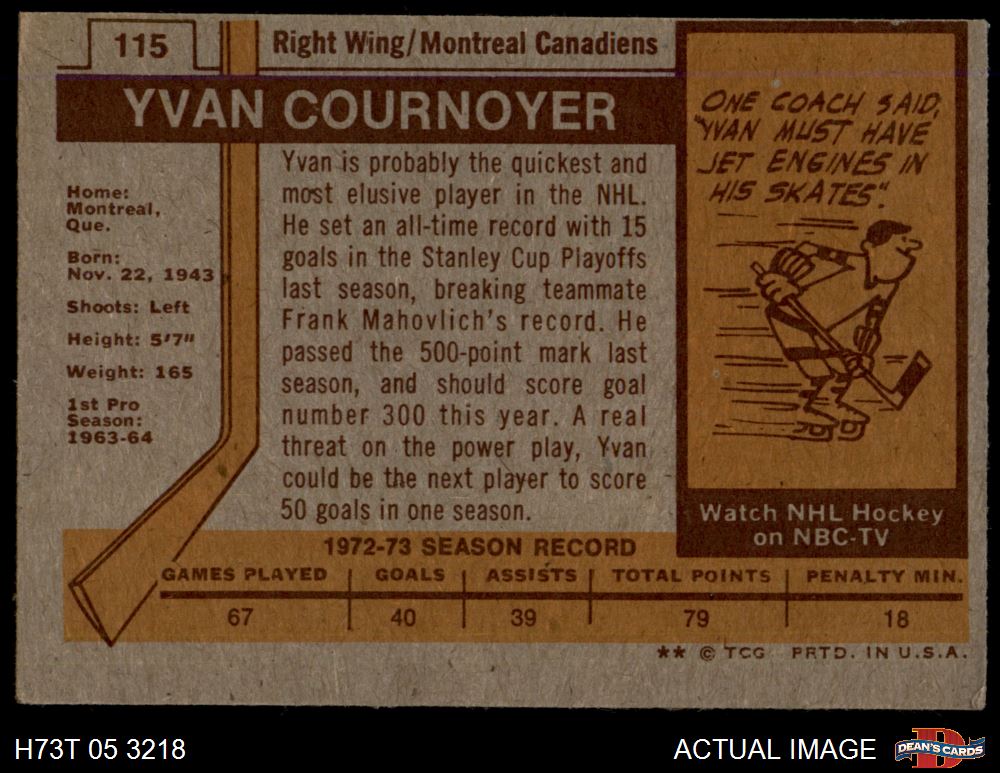 115
Right Wing/Montreal Canadiens
YVAN COURNOYER
Home:
Montreal,
Que.
Born:
Nov. 22, 1943
Shoots: Left
Height: 5'7"
Weight: 165
1st Pro
Season:
1963-64
Yvan is probably the quickest and
most elusive player in the NHL.
He set an all-time record with 15
goals in the Stanley Cup Playoffs
last season, breaking teammate
Frank Mahovlich's record. He
passed the 500-point mark last
season, and should score goal
number 300 this year. A real
threat on the power play, Yvan
could be the next player to score
50 goals in one season.
ONE COACH SAID,
"YVAN MUST HAVE
JET ENGINES IN
HIS SKATES".
Watch NHL Hockey
on NBC-TV
1972-73 SEASON RECORD
GAMES PLAYED GOALS ASSISTS TOTAL POINTS PENALTY MIN.
67 40 39 79 18
** © TCG PRTD. IN U.S.A.
H73T 05 3218
ACTUAL IMAGE
D
DEAN'S CARDS